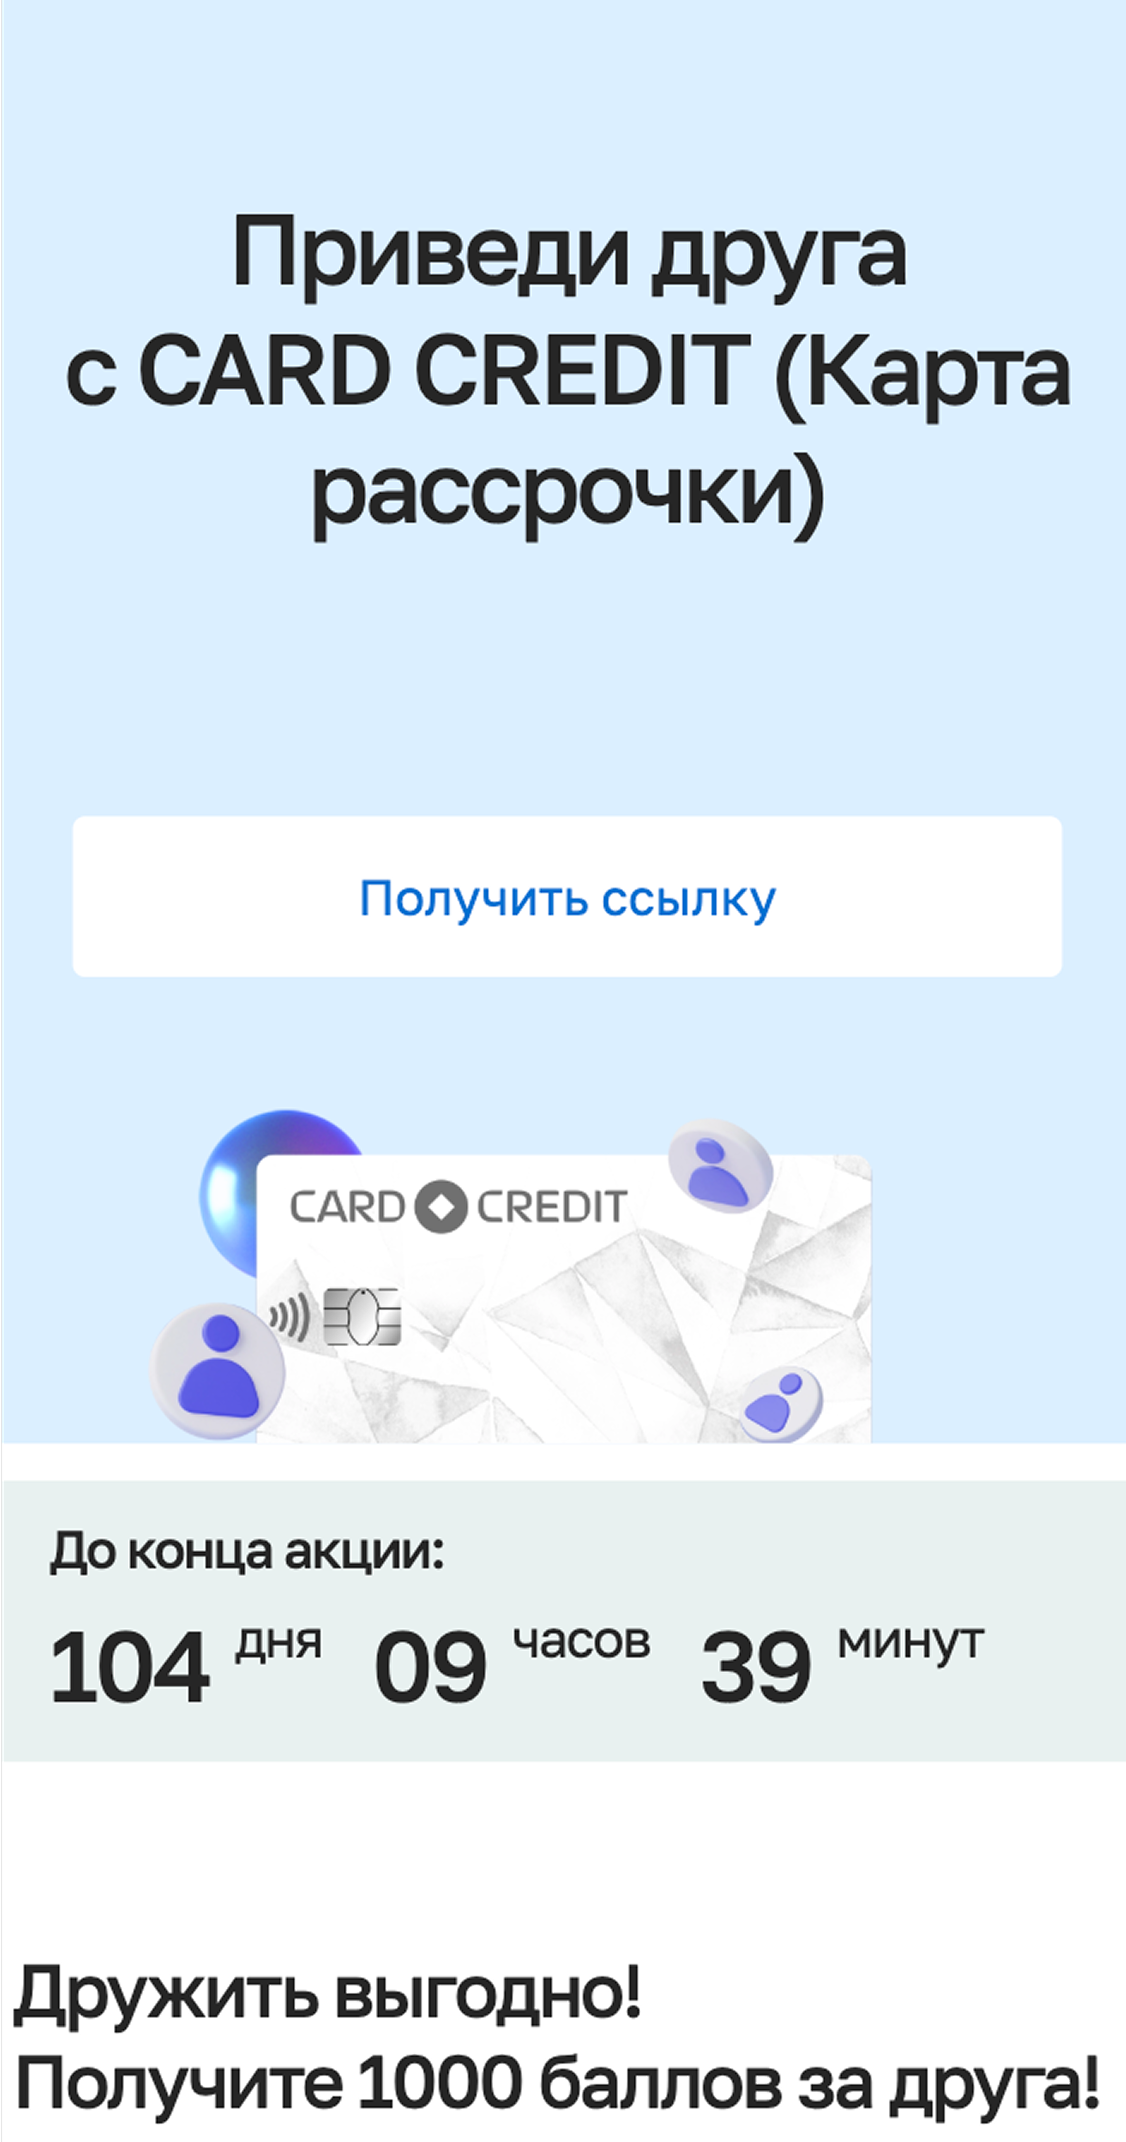 Приведи друга
с CARD CREDIT (Карта
рассрочки)
Получить ссылку
CARD CREDIT
До конца акции:
104 дня 09 часов 39 минут
Дружить выгодно!
Получите 1000 баллов за друга!